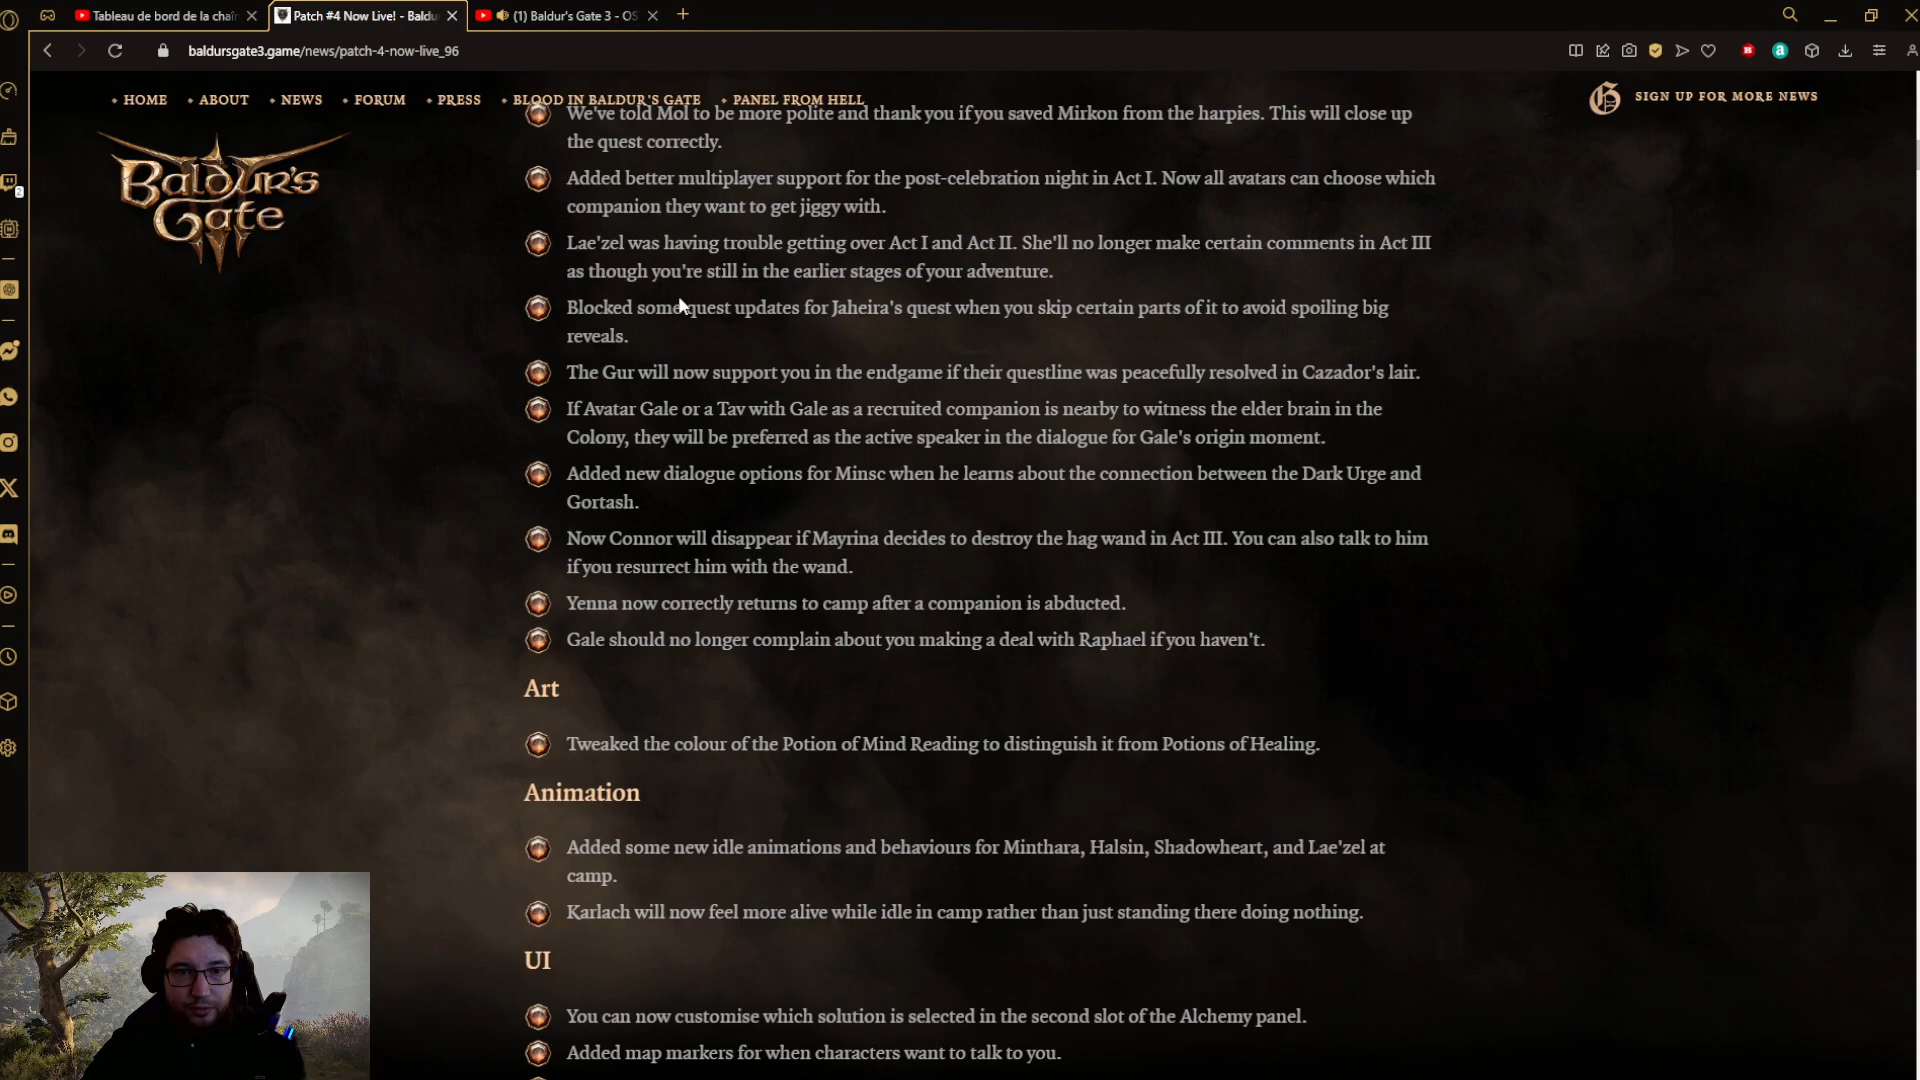 Tableau de bord de la chaîn
Patch #4 Now Live! - Baldu
(1) Baldur's Gate 3 - OS
baldursgate3.game/news/patch-4-now-live_96
HOME
ABOUT
NEWS
FORUM
PRESS
BLOOD IN BALDUR'S GATE
PANEL FROM HELL
SIGN UP FOR MORE NEWS
Baldur's
Gate
2
We've told Mol to be more polite and thank you if you saved Mirkon from the harpies. This will close up
the quest correctly.
Added better multiplayer support for the post-celebration night in Act I. Now all avatars can choose which
companion they want to get jiggy with.
Lae'zel was having trouble getting over Act I and Act II. She'll no longer make certain comments in Act III
as though you're still in the earlier stages of your adventure.
Blocked some quest updates for Jaheira's quest when you skip certain parts of it to avoid spoiling big
reveals.
The Gur will now support you in the endgame if their questline was peacefully resolved in Cazador's lair.
If Avatar Gale or a Tav with Gale as a recruited companion is nearby to witness the elder brain in the
Colony, they will be preferred as the active speaker in the dialogue for Gale's origin moment.
Added new dialogue options for Minsc when he learns about the connection between the Dark Urge and
Gortash.
Now Connor will disappear if Mayrina decides to destroy the hag wand in Act III. You can also talk to him
if you resurrect him with the wand.
Yenna now correctly returns to camp after a companion is abducted.
Gale should no longer complain about you making a deal with Raphael if you haven't.
Art
Tweaked the colour of the Potion of Mind Reading to distinguish it from Potions of Healing.
Animation
Added some new idle animations and behaviours for Minthara, Halsin, Shadowheart, and Lae'zel at
camp.
Karlach will now feel more alive while idle in camp rather than just standing there doing nothing.
UI
You can now customise which solution is selected in the second slot of the Alchemy panel.
Added map markers for when characters want to talk to you.